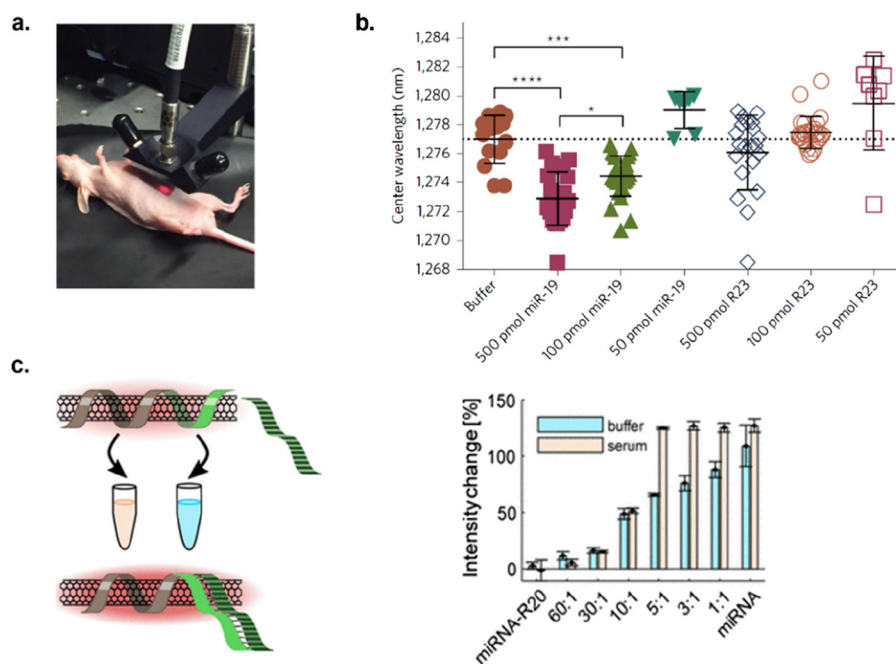 a.
b.
1,284
1,282
1,280
1,278
1,276
1,274
1,272
1,270
1,268
Center wavelength (nm)
***
****
*
Buffer
500 pmol miR-19
100 pmol miR-19
50 pmol miR-19
500 pmol R23
100 pmol R23
50 pmol R23
c.
150
100
50
0
Intensity change [%]
buffer
serum
miRNA-R20
60:1
30:1
10:1
5:1
3:1
1:1
miRNA